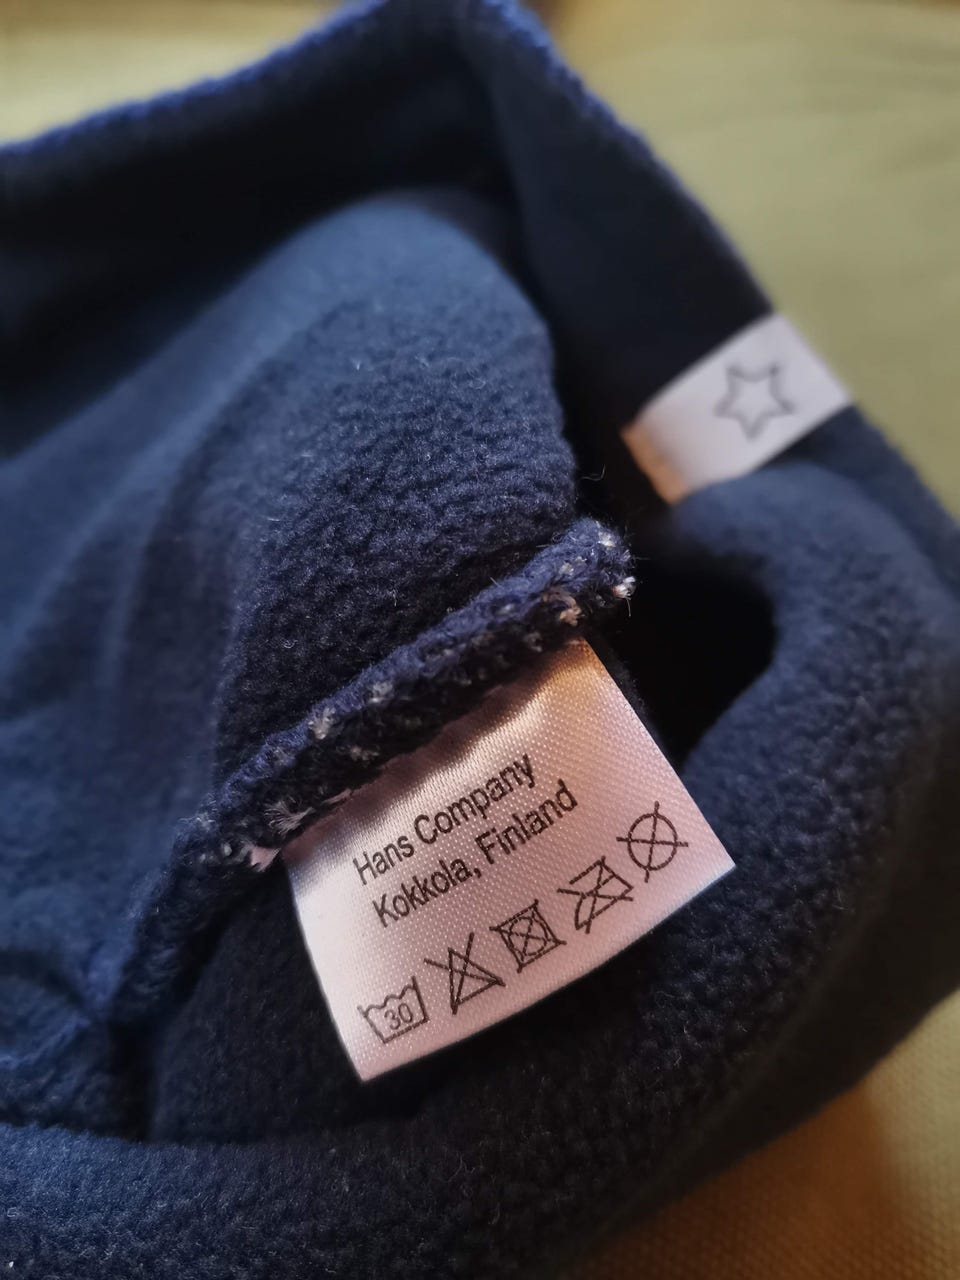 Hans Company
Kokkola, Finland
30